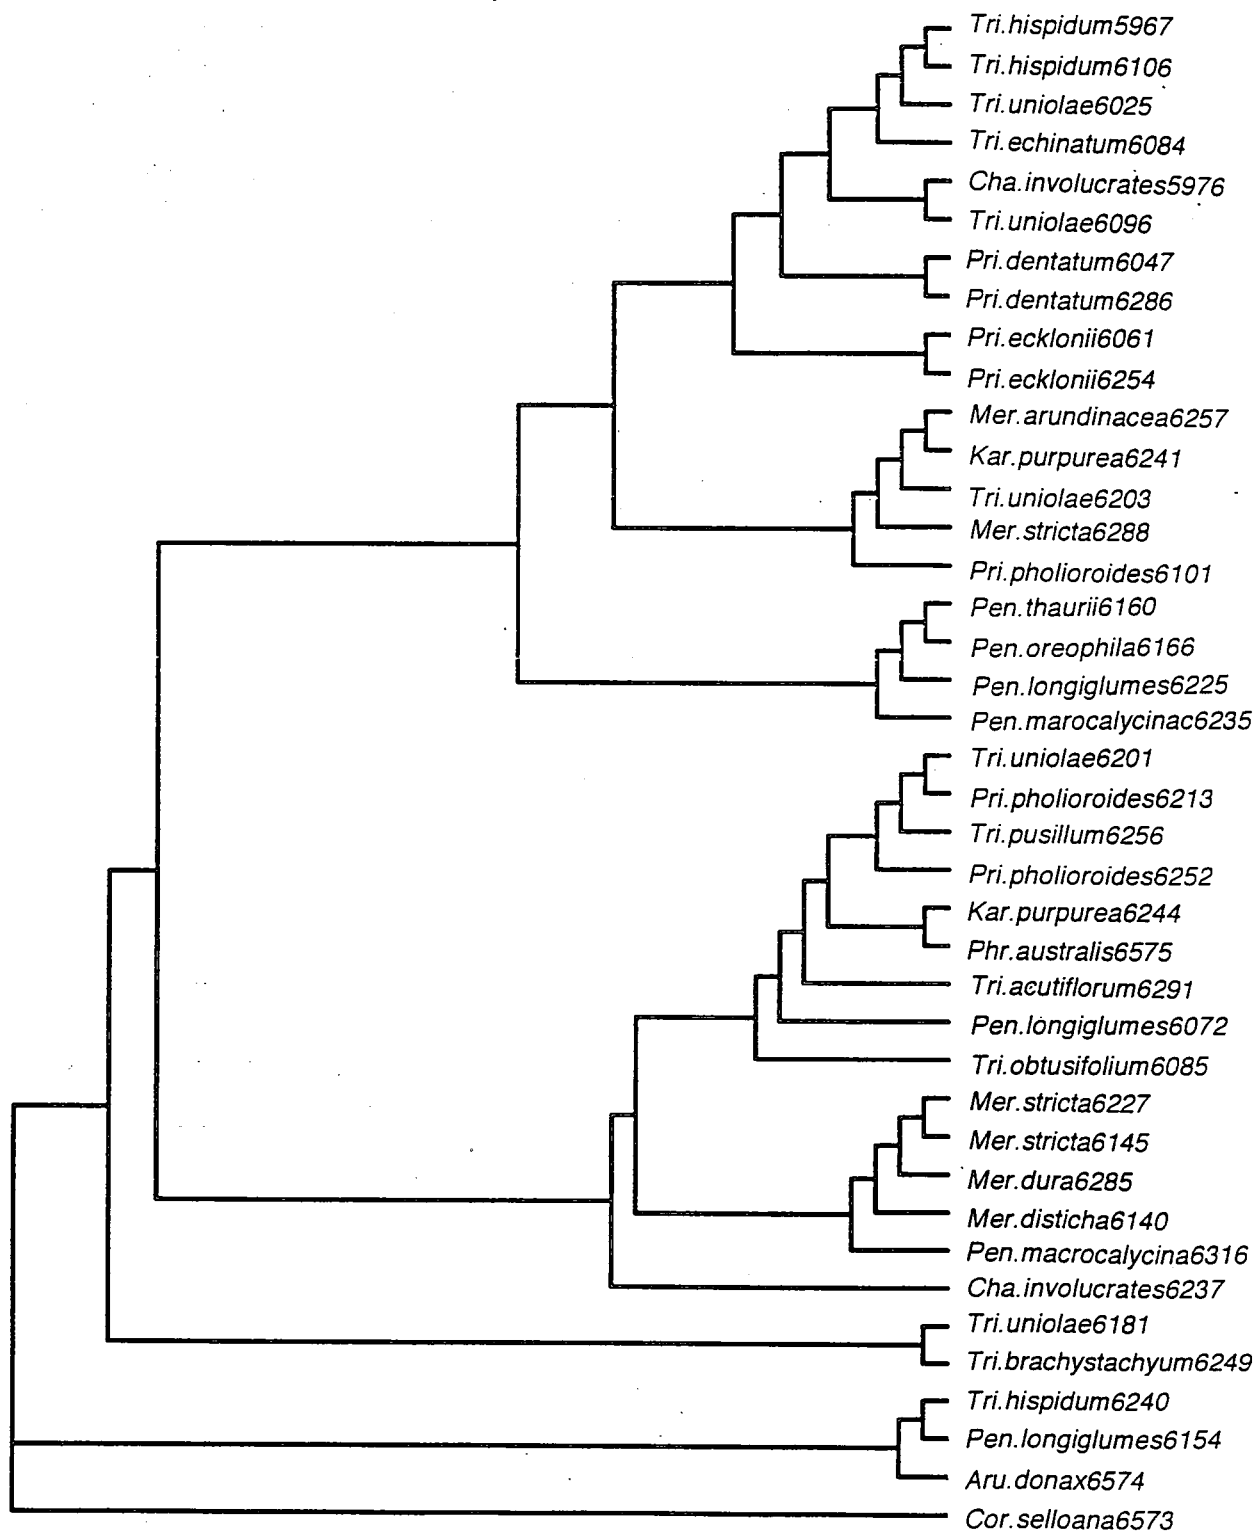 Tri.hispidum5967
Tri.hispidum6106
Tri.uniolae6025
Tri.echinatum6084
Cha.involucrates5976
Tri.uniolae6096
Pri.dentatum6047
Pri.dentatum6286
Pri.ecklonii6061
Pri.ecklonii6254
Mer.arundinacea6257
Kar.purpurea6241
Tri.uniolae6203
Mer.stricta6288
Pri.pholioroides6101
Pen.thaurii6160
Pen.oreophila6166
Pen.longiglumes6225
Pen.marocalycinac6235
Tri.uniolae6201
Pri.pholioroides6213
Tri.pusillum6256
Pri.pholioroides6252
Kar.purpurea6244
Phr.australis6575
Tri.acutiflorum6291
Pen.longiglumes6072
Tri.obtusifolium6085
Mer.stricta6227
Mer.stricta6145
Mer.dura6285
Mer.disticha6140
Pen.macrocalycina6316
Cha.involucrates6237
Tri.uniolae6181
Tri.brachystachyum6249
Tri.hispidum6240
Pen.longiglumes6154
Aru.donax6574
Cor.selloana6573